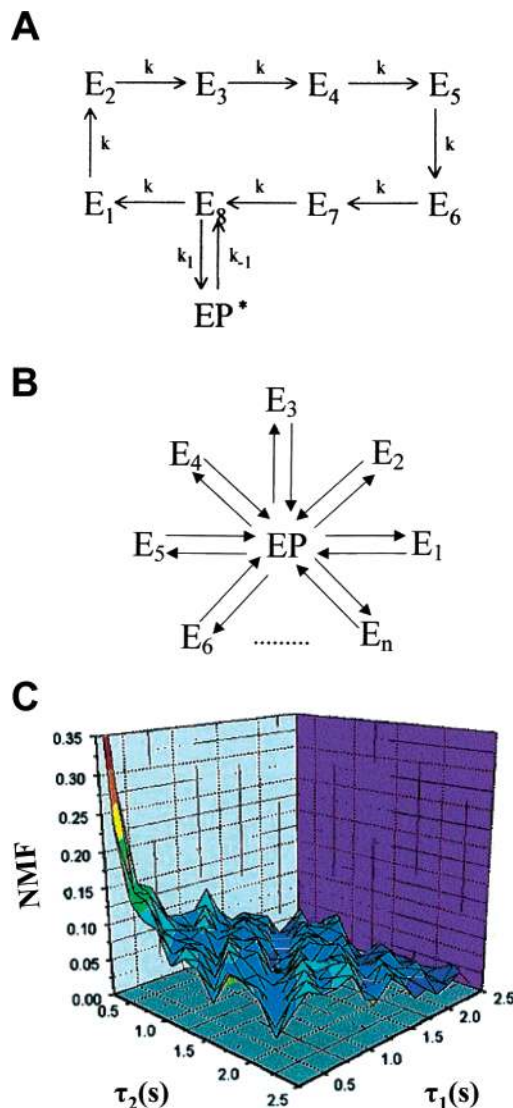 A
k k k
E₂ E₃ E₄ E₅
k k
k k k
E₁ E₈ E₇ E₆
k₁ k₋₁
EP*
B
E₃
E₄ E₂
E₅ EP E₁
E₆ ......... Eₙ
C
0.35
0.30
0.25
0.20
0.15
0.10
0.05
0.00
NMF
0.5 1.0 1.5 2.0 2.5
τ₂(s)
0.5 1.0 1.5 2.0 2.5
τ₁(s)